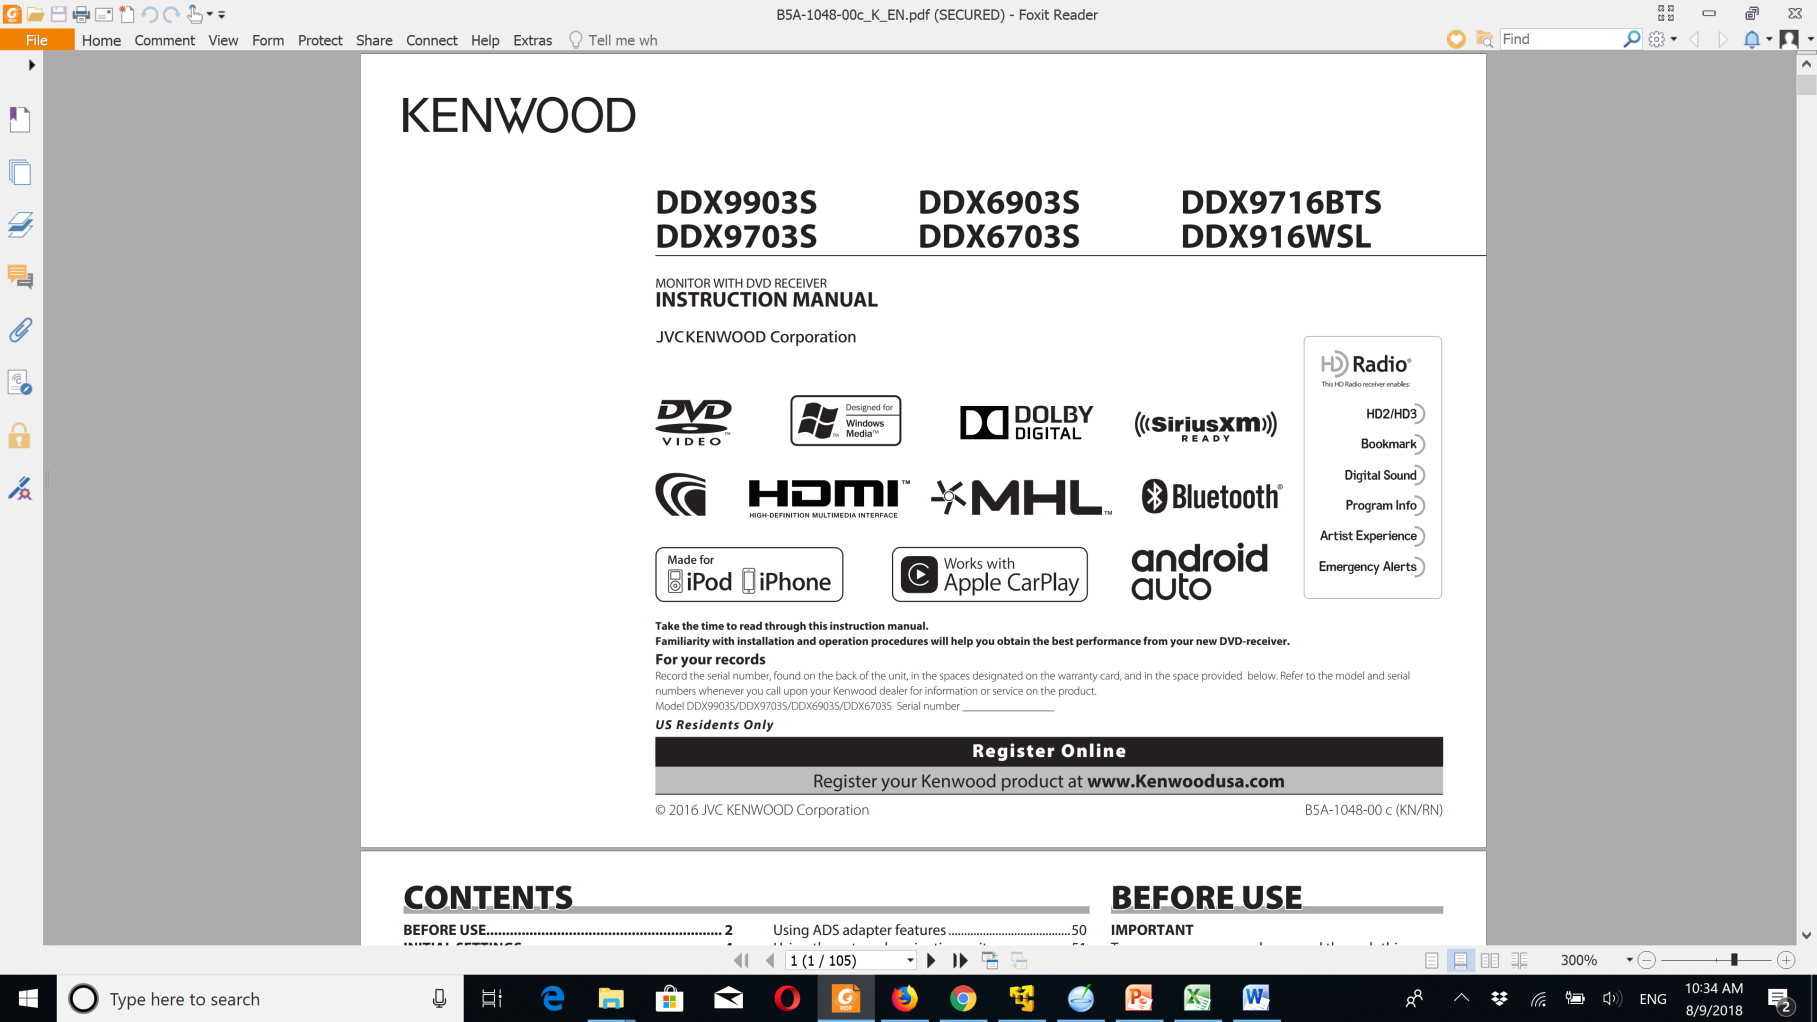 B5A-1048-00c_K_EN.pdf (SECURED) - Foxit Reader
File Home Comment View Form Protect Share Connect Help Extras Tell me wh Find
KENWOOD
DDX9903S DDX6903S DDX9716BTS
DDX9703S DDX6703S DDX916WSL
MONITOR WITH DVD RECEIVER
INSTRUCTION MANUAL
JVCKENWOOD Corporation
HD Radio®
This HD Radio receiver enables:
HD2/HD3
Bookmark
Digital Sound
Program Info
Artist Experience
Emergency Alerts
DVD
VIDEO™
Designed for
Windows
Media™
DOLBY
DIGITAL
((SiriusXM))
READY
HDMI™
HIGH-DEFINITION MULTIMEDIA INTERFACE
MHL™
Bluetooth®
Made for
iPod iPhone
Works with
Apple CarPlay
android
auto
Take the time to read through this instruction manual.
Familiarity with installation and operation procedures will help you obtain the best performance from your new DVD-receiver.
For your records
Record the serial number, found on the back of the unit, in the spaces designated on the warranty card, and in the space provided below. Refer to the model and serial
numbers whenever you call upon your Kenwood dealer for information or service on the product.
Model DDX9903S/DDX9703S/DDX6903S/DDX6703S Serial number ________________
US Residents Only
Register Online
Register your Kenwood product at www.Kenwoodusa.com
© 2016 JVC KENWOOD Corporation B5A-1048-00 c (KN/RN)
CONTENTS
BEFORE USE........................................................ 2
INITIAL SETTINGS
Using ADS adapter features ...................................... 50
BEFORE USE
IMPORTANT
1 (1 / 105)
300%
Type here to search
ENG
10:34 AM
8/9/2018
2